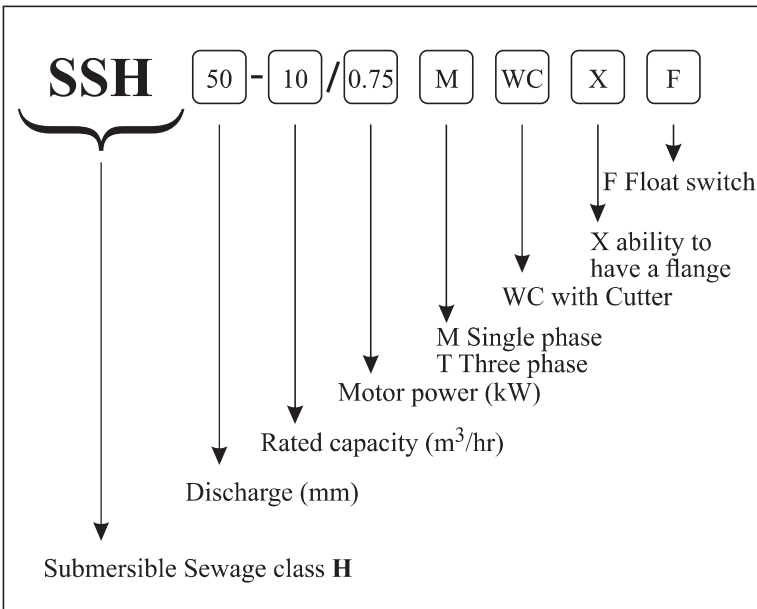 SSH 50 - 10 / 0.75 M WC X F
F Float switch
X ability to
have a flange
WC with Cutter
M Single phase
T Three phase
Motor power (kW)
Rated capacity (m³/hr)
Discharge (mm)
Submersible Sewage class H